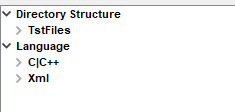 Directory Structure
TstFiles
Language
C|C++
Xml